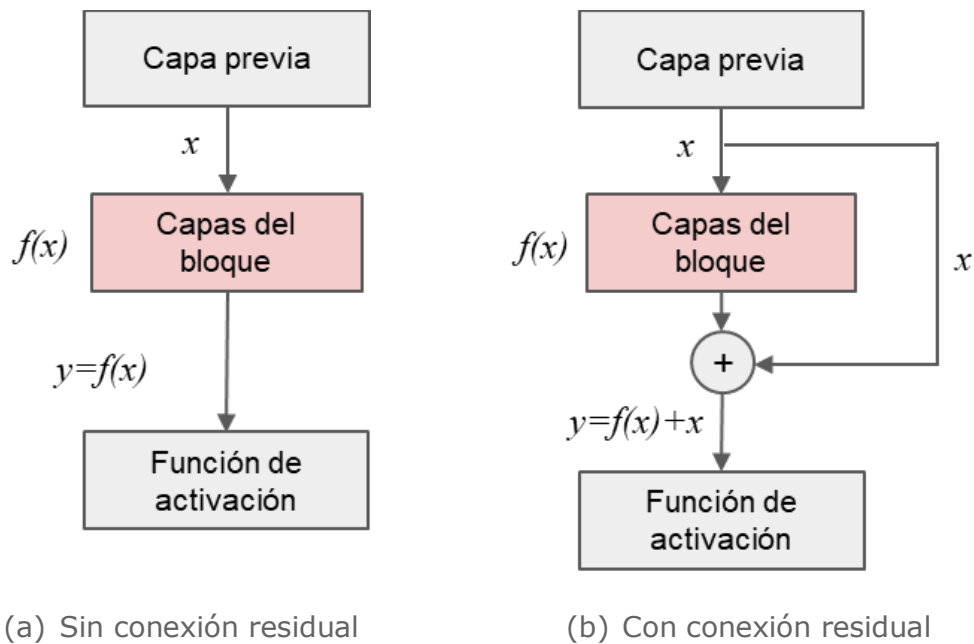 Capa previa
x
f(x)
Capas del
bloque
y=f(x)
Función de
activación
(a) Sin conexión residual
Capa previa
x
f(x)
Capas del
bloque
x
+
y=f(x)+x
Función de
activación
(b) Con conexión residual